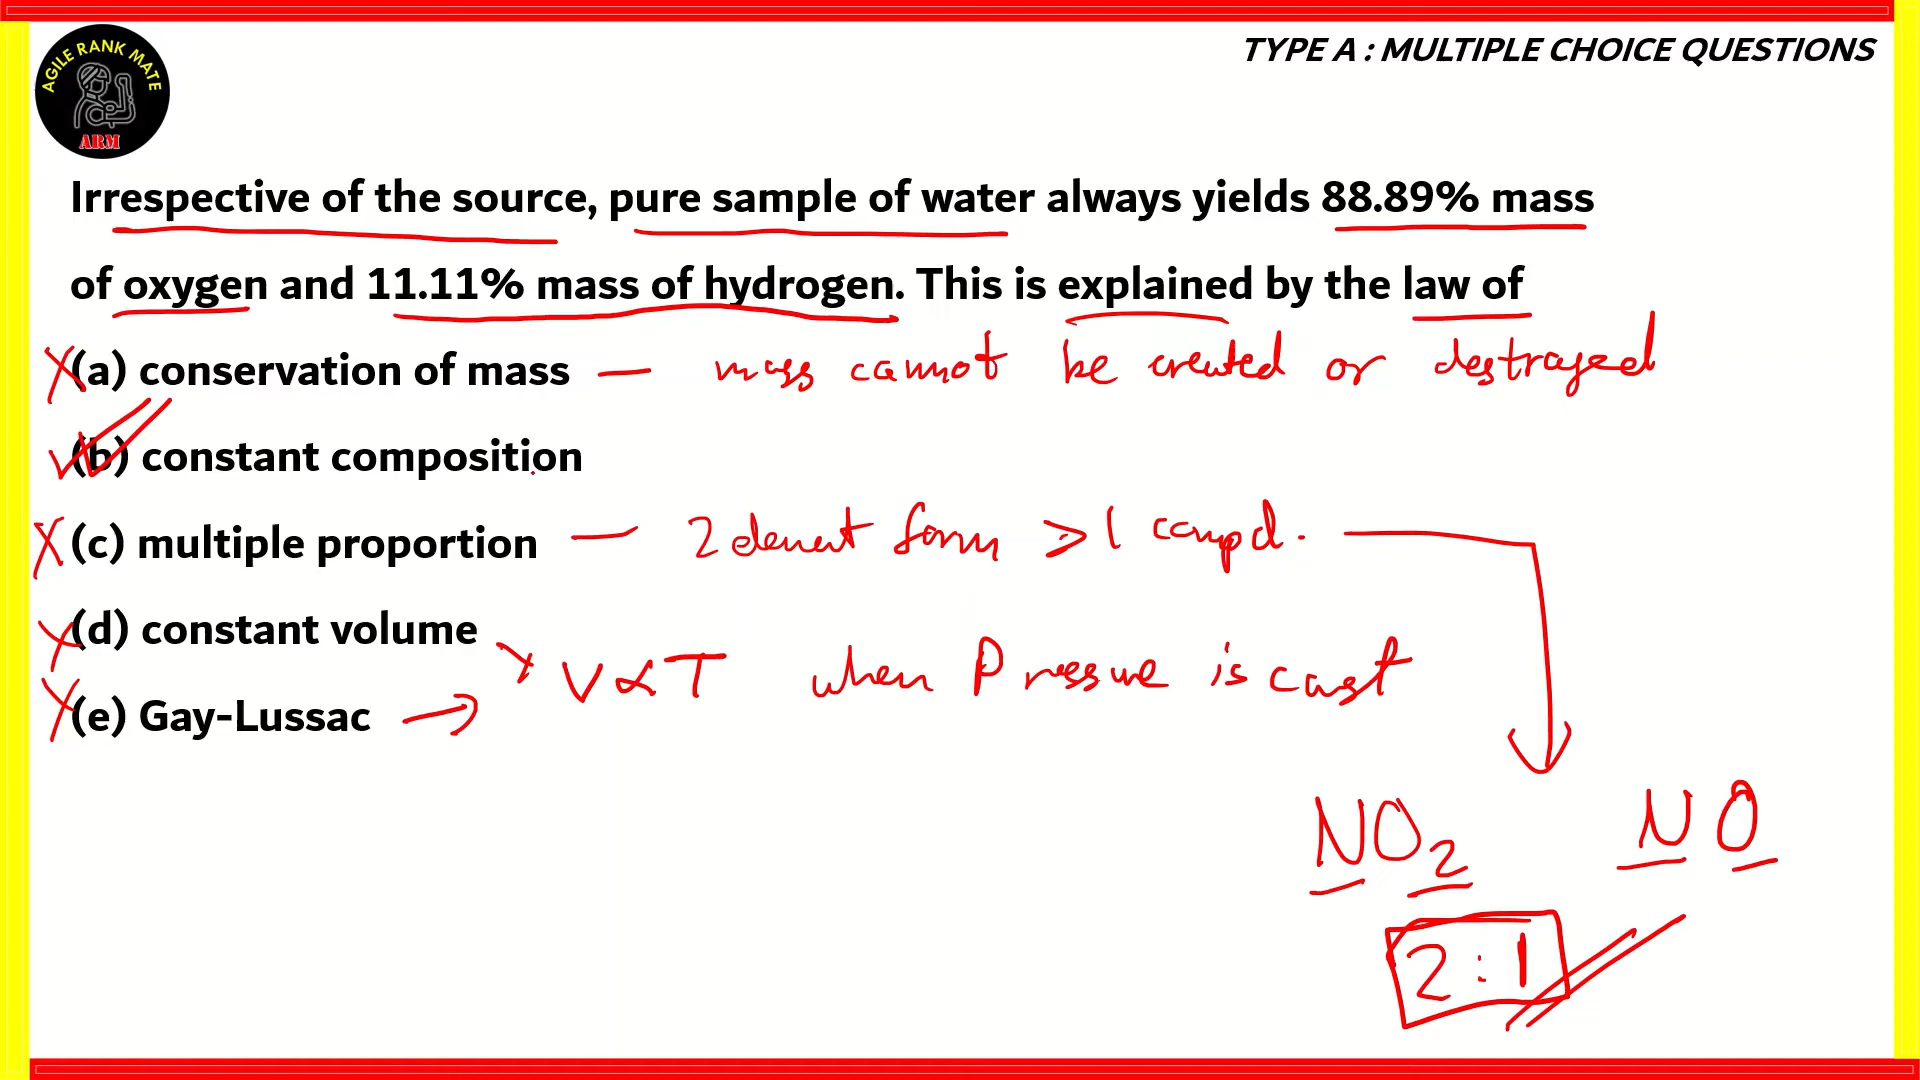 AGILE RANK MATE
ARM
TYPE A : MULTIPLE CHOICE QUESTIONS
Irrespective of the source, pure sample of water always yields 88.89% mass
of oxygen and 11.11% mass of hydrogen. This is explained by the law of
(a) conservation of mass — mass cannot be created or destroyed
(b) constant composition
(c) multiple proportion — 2 element form > 1 compd.
(d) constant volume
(e) Gay-Lussac → V ∝ T when Pressure is const
NO₂ NO
2 : 1